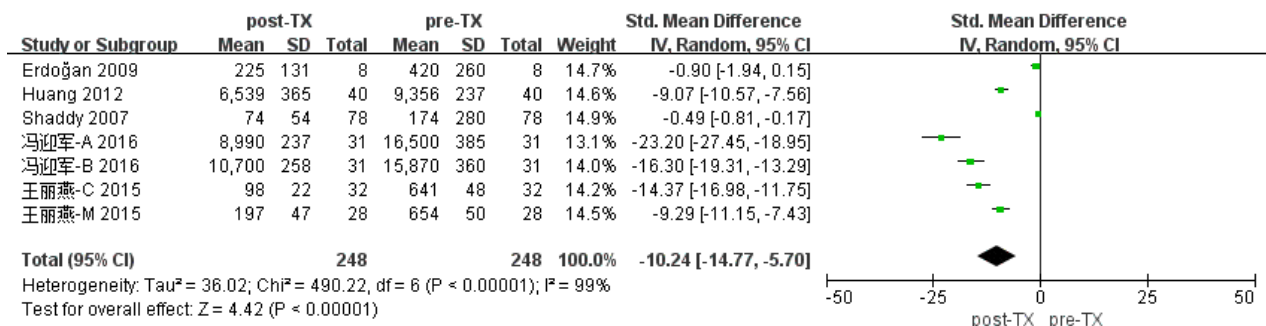 post-TX pre-TX Std. Mean Difference Std. Mean Difference
Study or Subgroup Mean SD Total Mean SD Total Weight IV, Random, 95% CI IV, Random, 95% CI
Erdoğan 2009 225 131 8 420 260 8 14.7% -0.90 [-1.94, 0.15]
Huang 2012 6,539 365 40 9,356 237 40 14.6% -9.07 [-10.57, -7.56]
Shaddy 2007 74 54 78 174 280 78 14.9% -0.49 [-0.81, -0.17]
冯迎军-A 2016 8,990 237 31 16,500 385 31 13.1% -23.20 [-27.45, -18.95]
冯迎军-B 2016 10,700 258 31 15,870 360 31 14.0% -16.30 [-19.31, -13.29]
王丽燕-C 2015 98 22 32 641 48 32 14.2% -14.37 [-16.98, -11.75]
王丽燕-M 2015 197 47 28 654 50 28 14.5% -9.29 [-11.15, -7.43]
Total (95% CI) 248 248 100.0% -10.24 [-14.77, -5.70]
Heterogeneity: Tau² = 36.02; Chi² = 490.22, df = 6 (P < 0.00001); I² = 99%
Test for overall effect: Z = 4.42 (P < 0.00001)
-50 -25 0 25 50
post-TX pre-TX